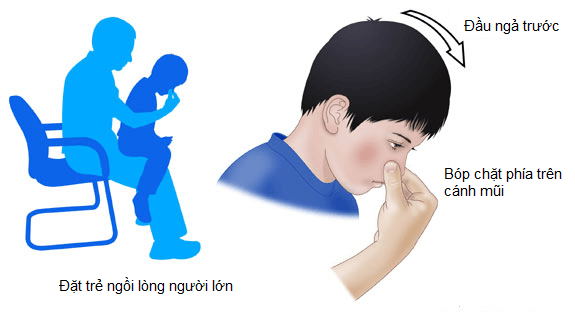 Đầu ngả trước
Bóp chặt phía trên
cánh mũi
Đặt trẻ ngồi lòng người lớn